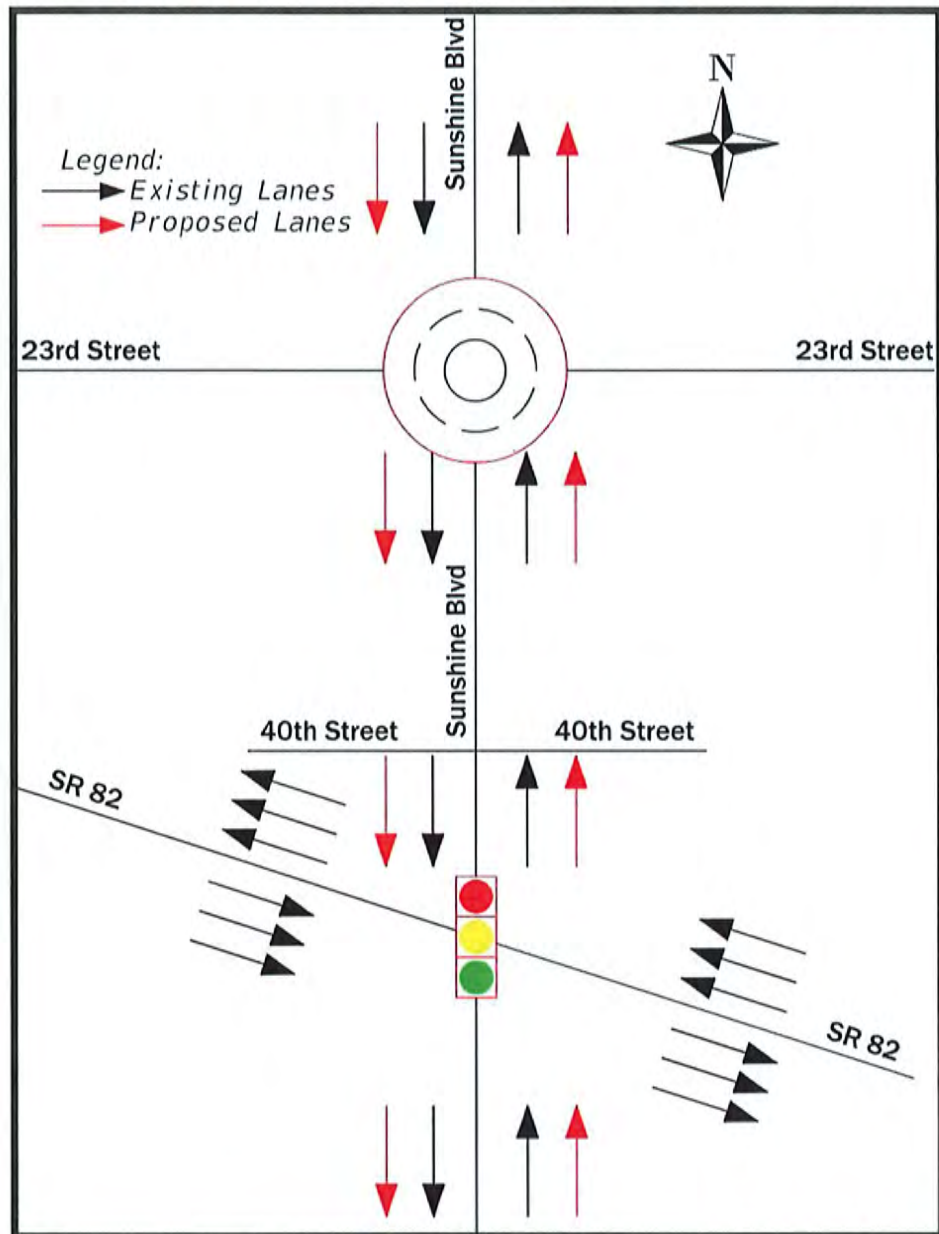 Sunshine Blvd
N
Legend:
Existing Lanes
Proposed Lanes
23rd Street
23rd Street
Sunshine Blvd
40th Street
40th Street
SR 82
SR 82